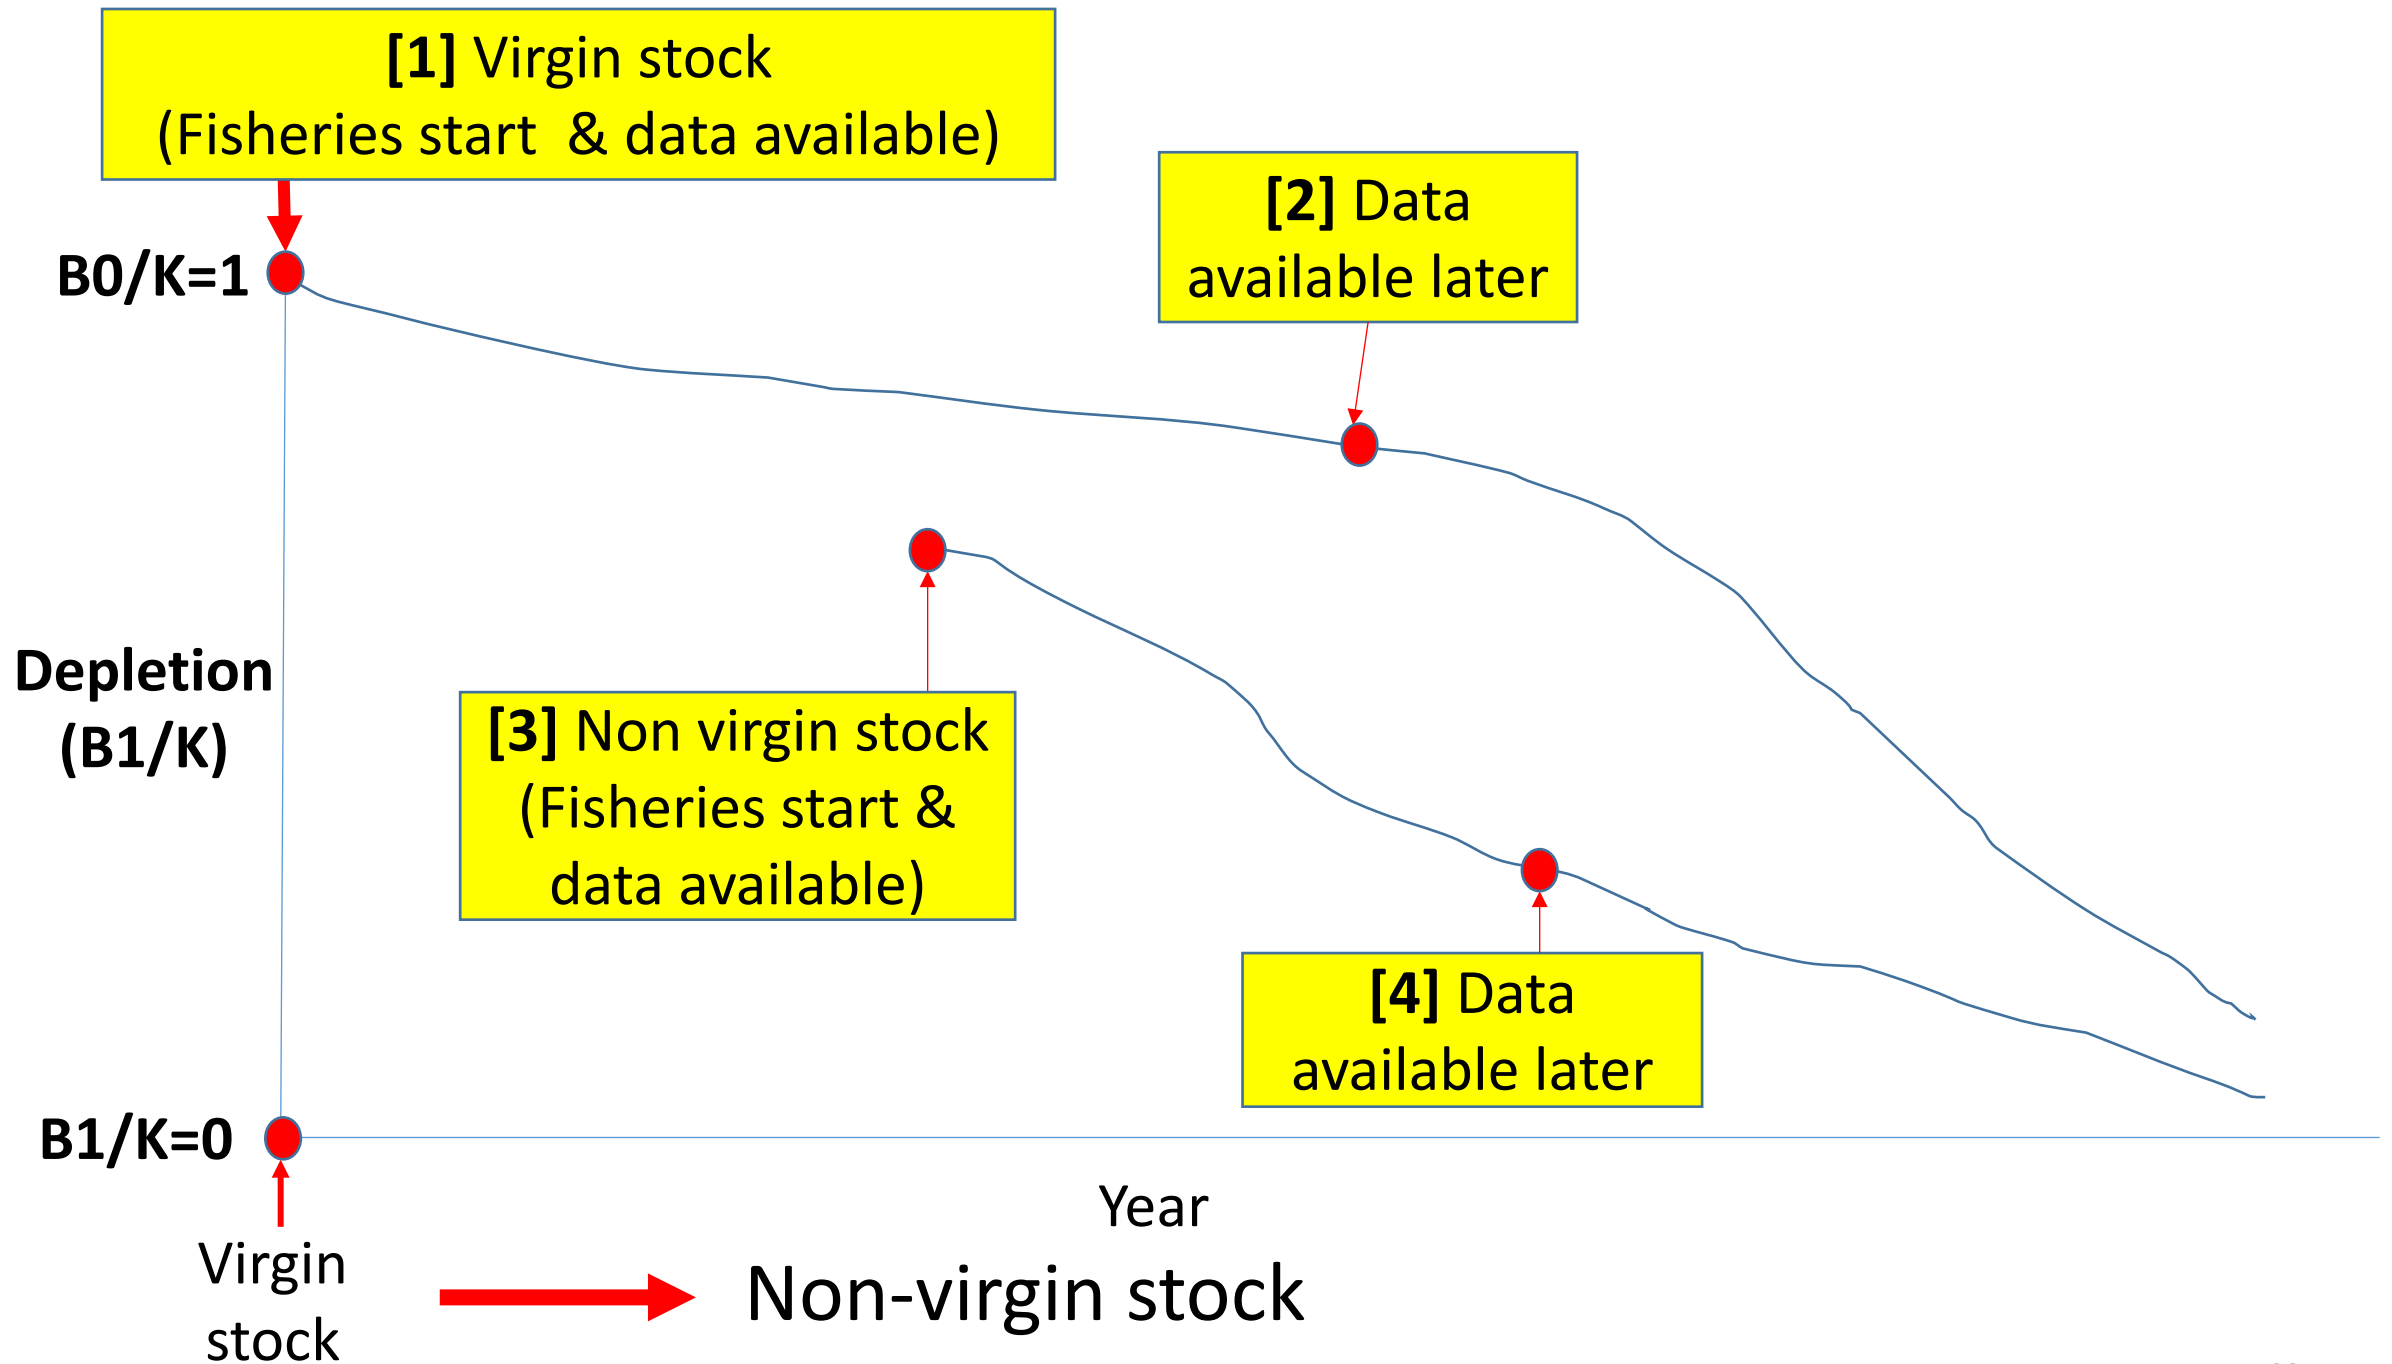 [1] Virgin stock
(Fisheries start & data available)
[2] Data
available later
B0/K=1
Depletion
(B1/K)
[3] Non virgin stock
(Fisheries start &
data available)
[4] Data
available later
B1/K=0
Year
Virgin
stock
Non-virgin stock